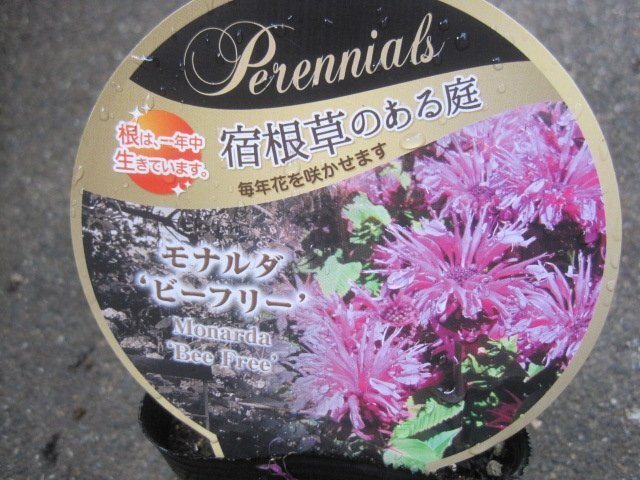 Perennials
根は、一年中
生きています。
宿根草のある庭
毎年花を咲かせます
モナルダ
‘ビーフリー’
Monarda
‘Bee Free’